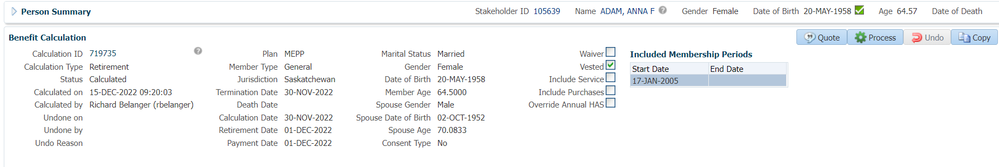 Person Summary Stakeholder ID 105639 Name ADAM, ANNA F Gender Female Date of Birth 20-MAY-1958 Age 64.57 Date of Death
Benefit Calculation Quote Process Undo Copy
Calculation ID 719735 Plan MEPP Marital Status Married Waiver Included Membership Periods
Calculation Type Retirement Member Type General Gender Female Vested Start Date End Date
Status Calculated Jurisdiction Saskatchewan Date of Birth 20-MAY-1958 Include Service 17-JAN-2005
Calculated on 15-DEC-2022 09:20:03 Termination Date 30-NOV-2022 Member Age 64.5000 Include Purchases
Calculated by Richard Belanger (rbelanger) Death Date Spouse Gender Male Override Annual HAS
Undone on Calculation Date 30-NOV-2022 Spouse Date of Birth 02-OCT-1952
Undone by Retirement Date 01-DEC-2022 Spouse Age 70.0833
Undo Reason Payment Date 01-DEC-2022 Consent Type No